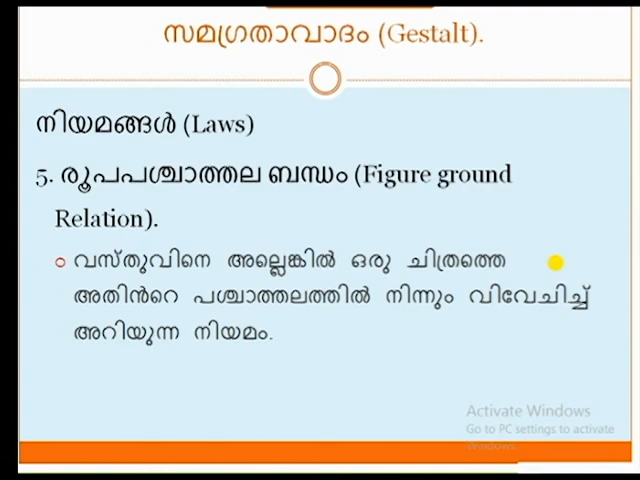 സമഗ്രതാവാദം (Gestalt).
നിയമങ്ങൾ (Laws)
5. രൂപപശ്ചാത്തല ബന്ധം (Figure ground
Relation).
വസ്തുവിനെ അല്ലെങ്കിൽ ഒരു ചിത്രത്തെ
അതിൻറെ പശ്ചാത്തലത്തിൽ നിന്നും വിവേചിച്ച്
അറിയുന്ന നിയമം.
Activate Windows
Go to PC settings to activate
Windows.